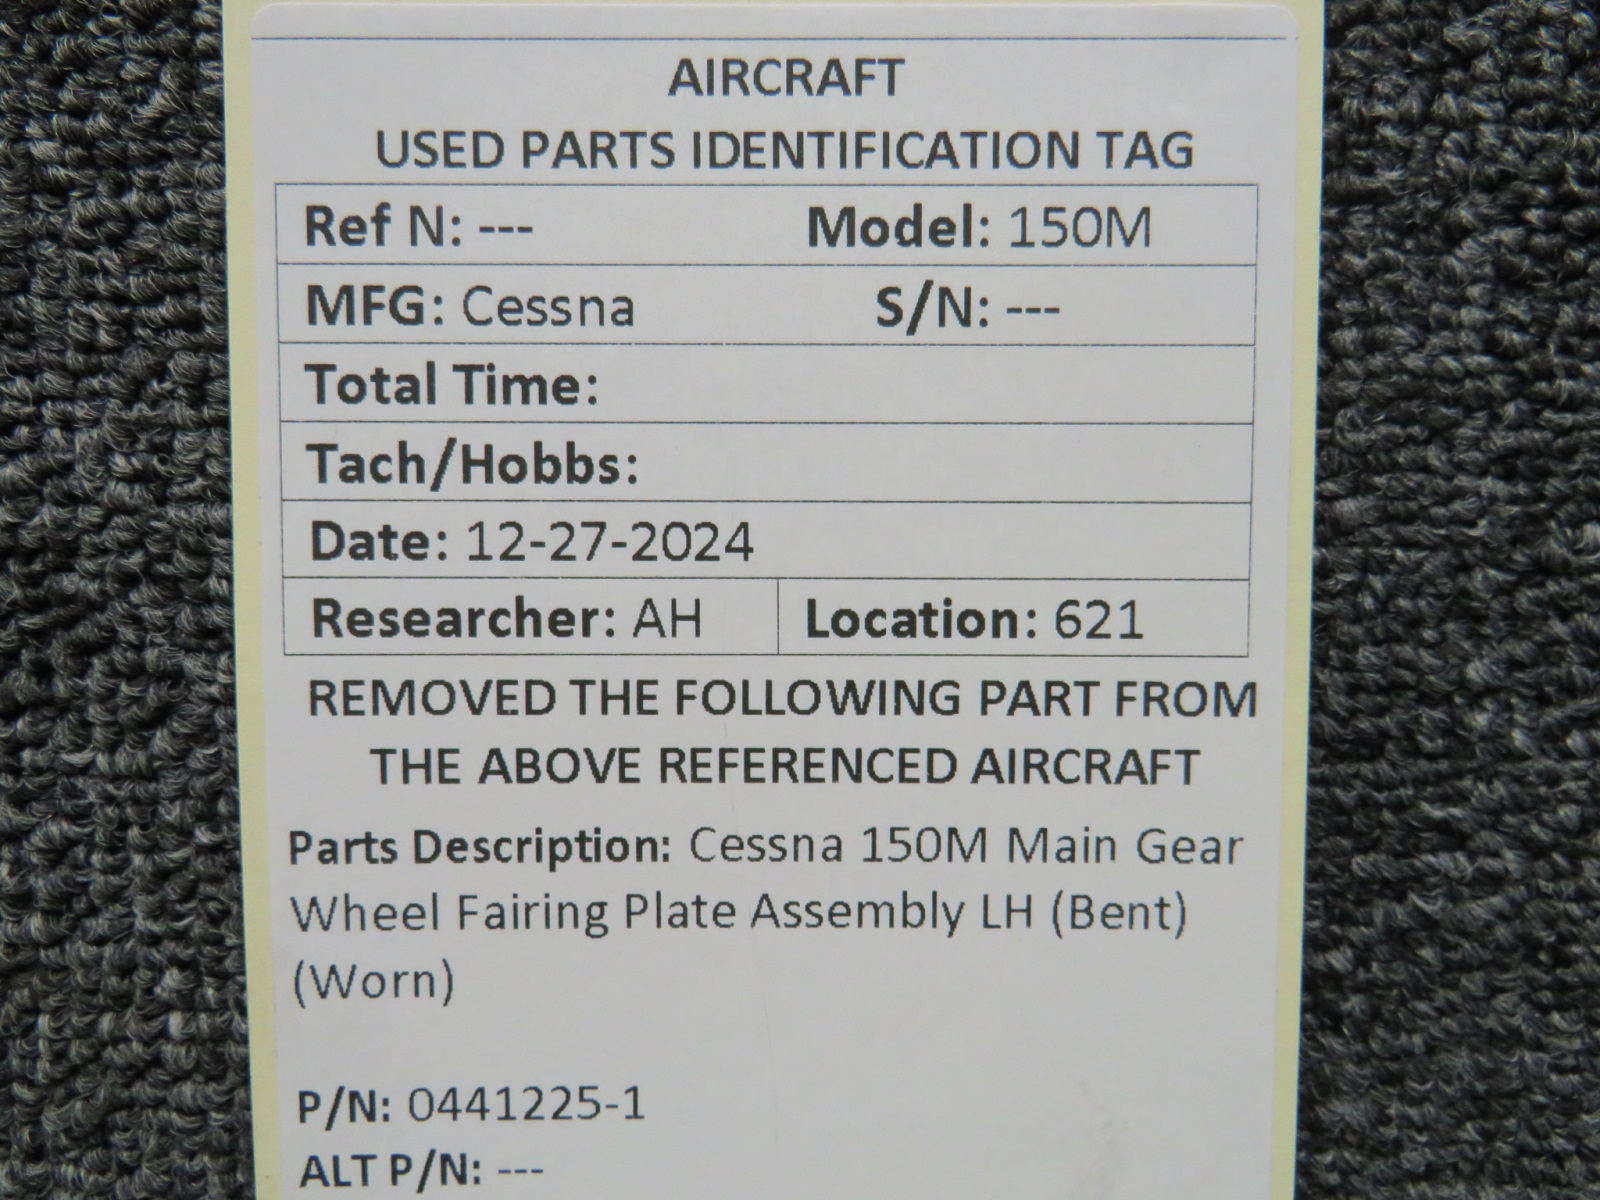 AIRCRAFT
USED PARTS IDENTIFICATION TAG
Ref N: --- Model: 150M
MFG: Cessna S/N: ---
Total Time:
Tach/Hobbs:
Date: 12-27-2024
Researcher: AH Location: 621
REMOVED THE FOLLOWING PART FROM
THE ABOVE REFERENCED AIRCRAFT
Parts Description: Cessna 150M Main Gear
Wheel Fairing Plate Assembly LH (Bent)
(Worn)
P/N: 0441225-1
ALT P/N: ---